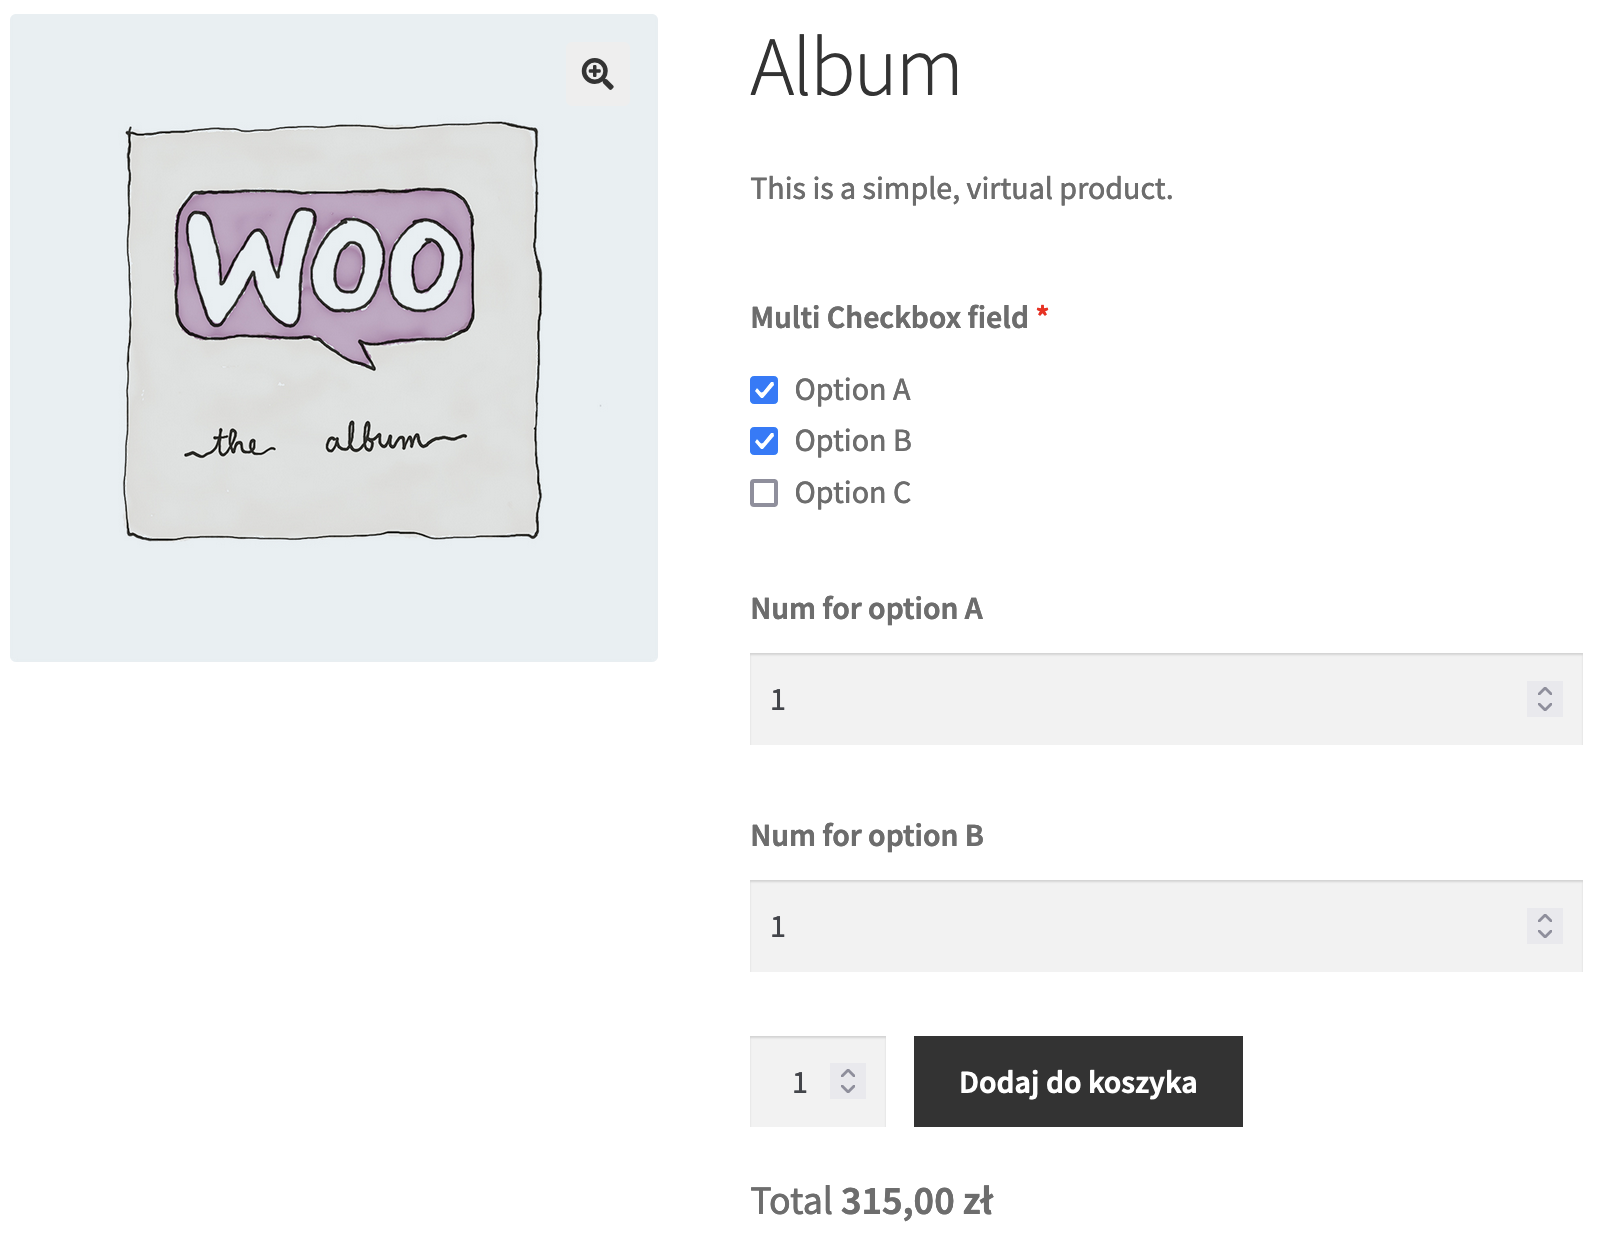 WOO
the album
Album
This is a simple, virtual product.
Multi Checkbox field *
Option A
Option B
Option C
Num for option A
1
Num for option B
1
1 Dodaj do koszyka
Total 315,00 zł